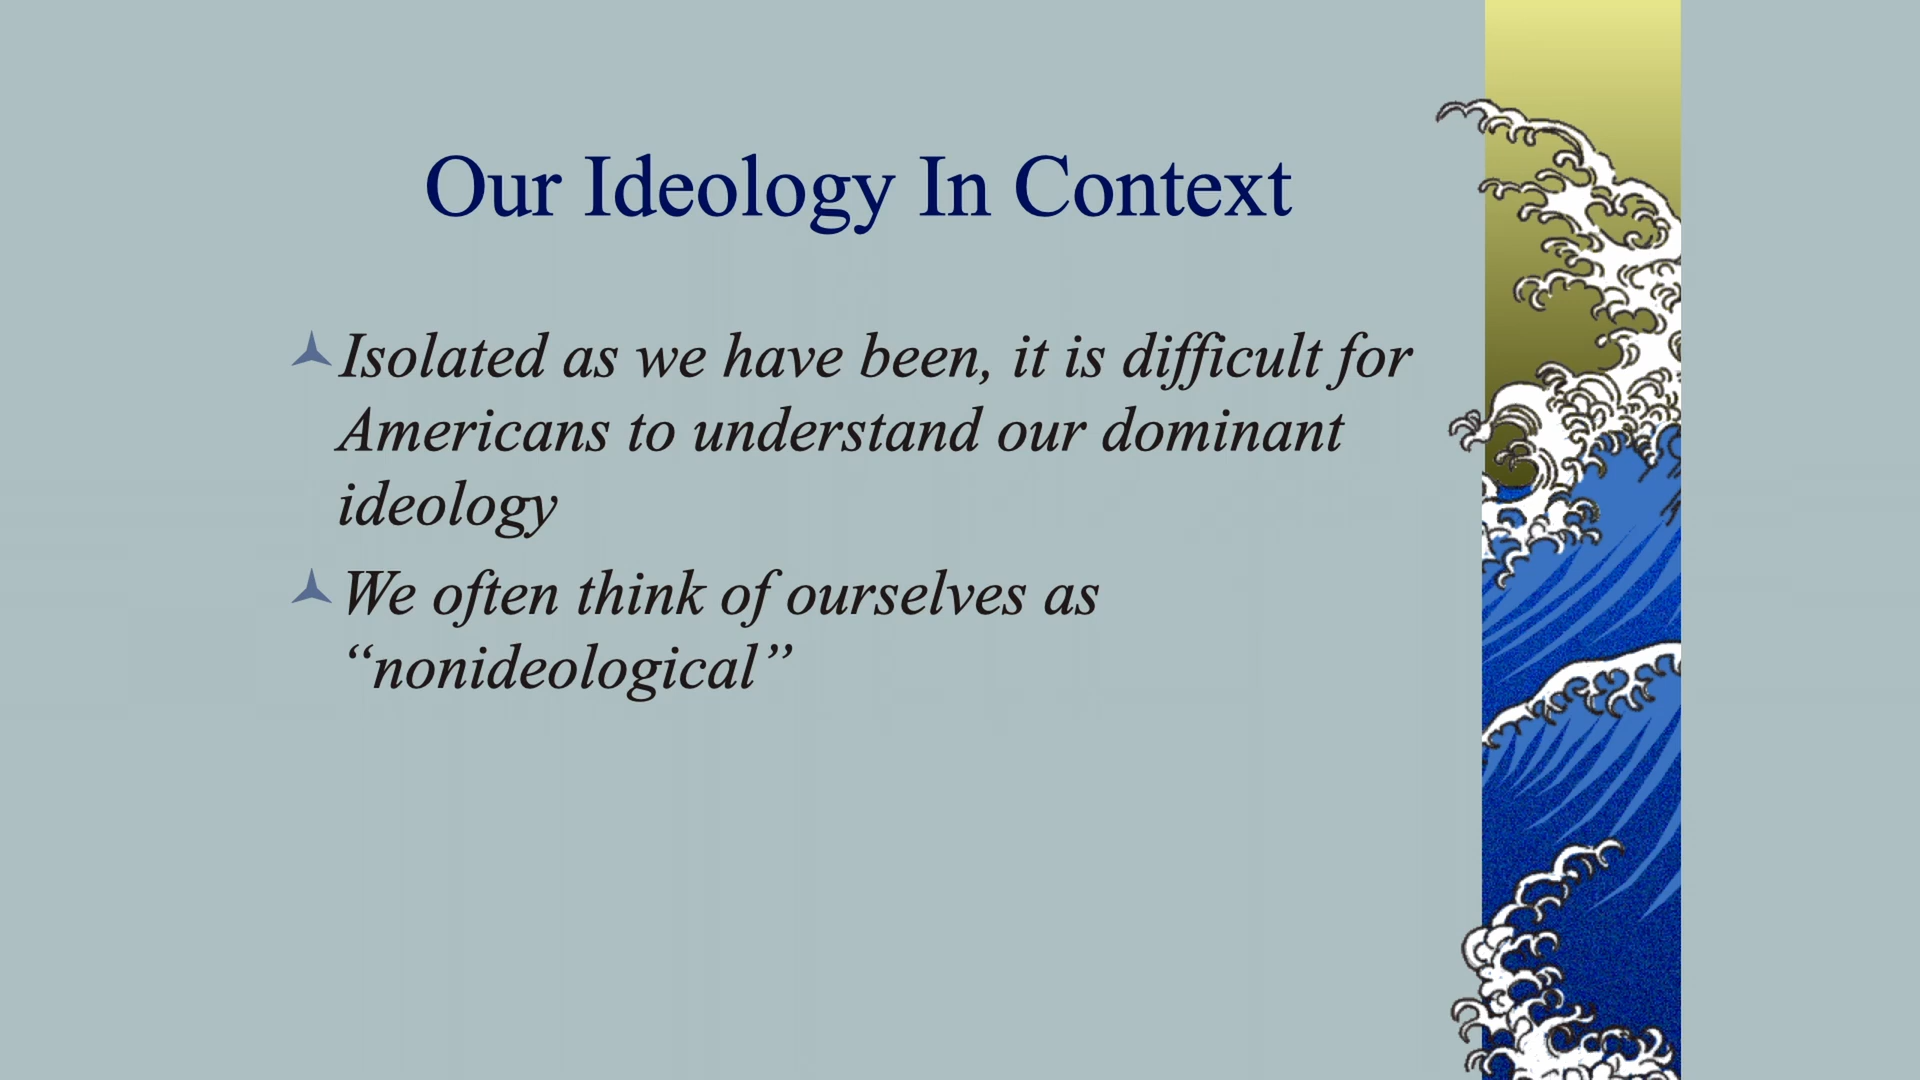 Our Ideology In Context
Isolated as we have been, it is difficult for
Americans to understand our dominant
ideology
We often think of ourselves as
“nonideological”